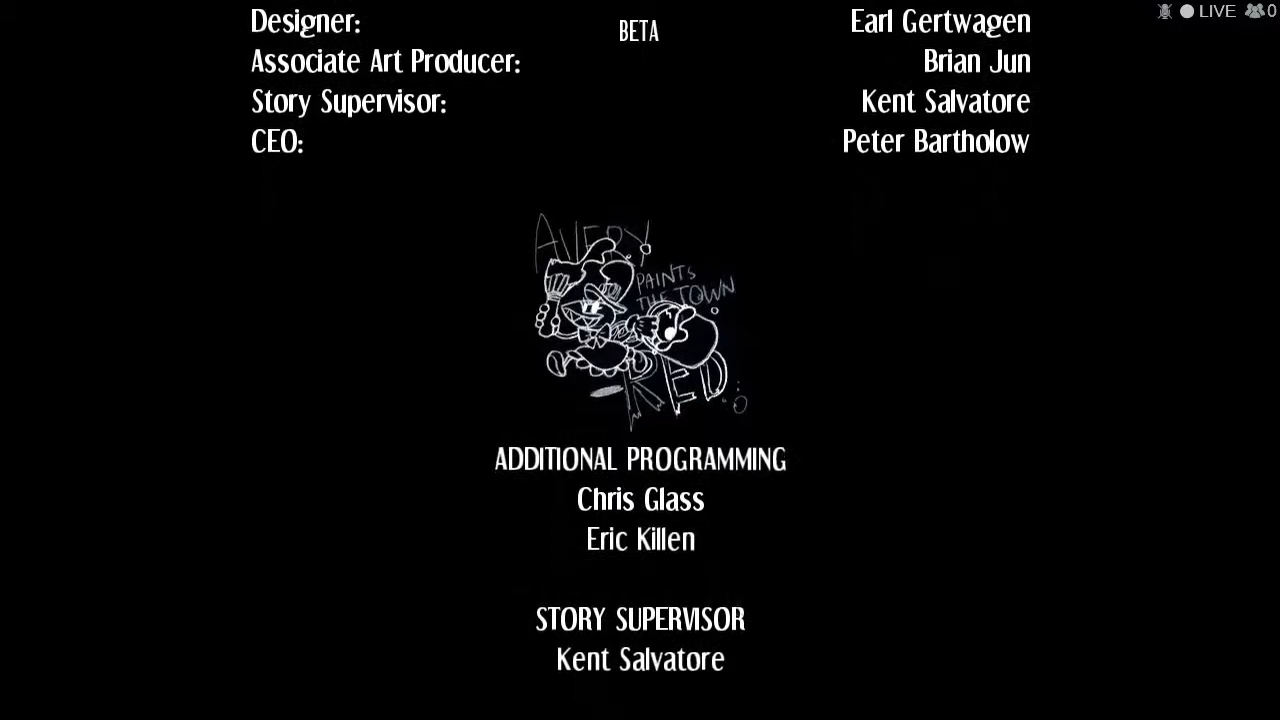 Designer: Earl Gertwagen
BETA
LIVE 0
Associate Art Producer: Brian Jun
Story Supervisor: Kent Salvatore
CEO: Peter Bartholow
AVERY
PAINTS
THE TOWN
RED
ADDITIONAL PROGRAMMING
Chris Glass
Eric Killen
STORY SUPERVISOR
Kent Salvatore